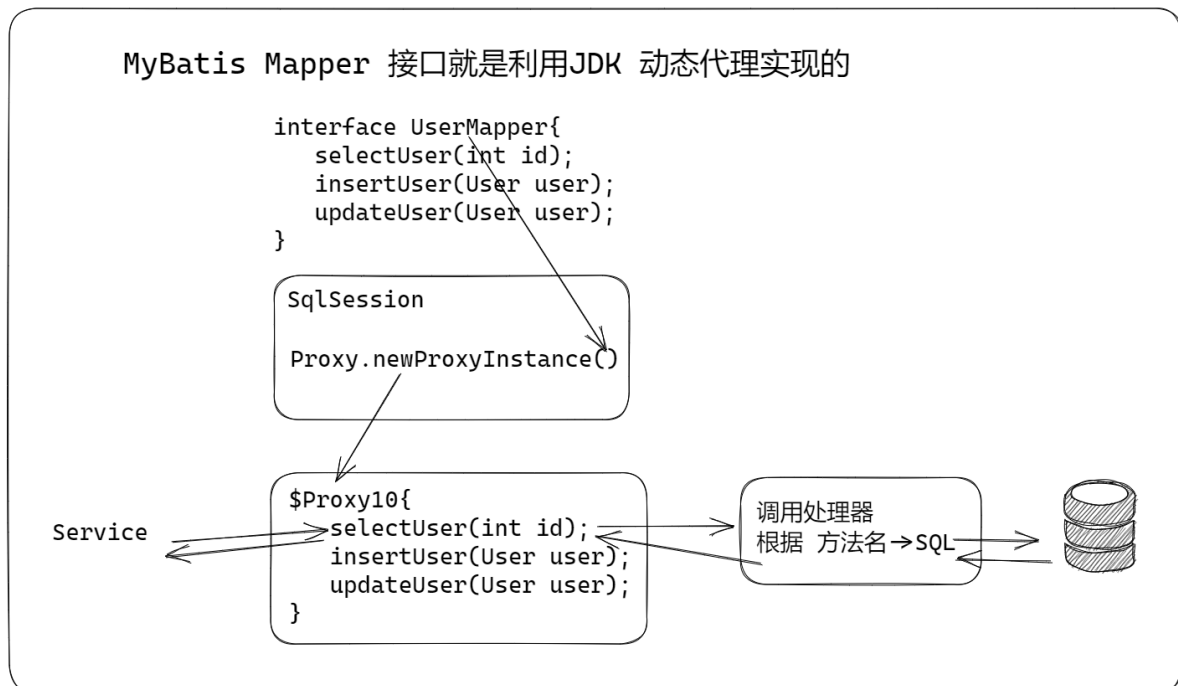 MyBatis Mapper 接口就是利用JDK 动态代理实现的
interface UserMapper{
selectUser(int id);
insertUser(User user);
updateUser(User user);
}
SqlSession
Proxy.newProxyInstance()
$Proxy10{
selectUser(int id);
insertUser(User user);
updateUser(User user);
}
Service
调用处理器
根据 方法名→SQL